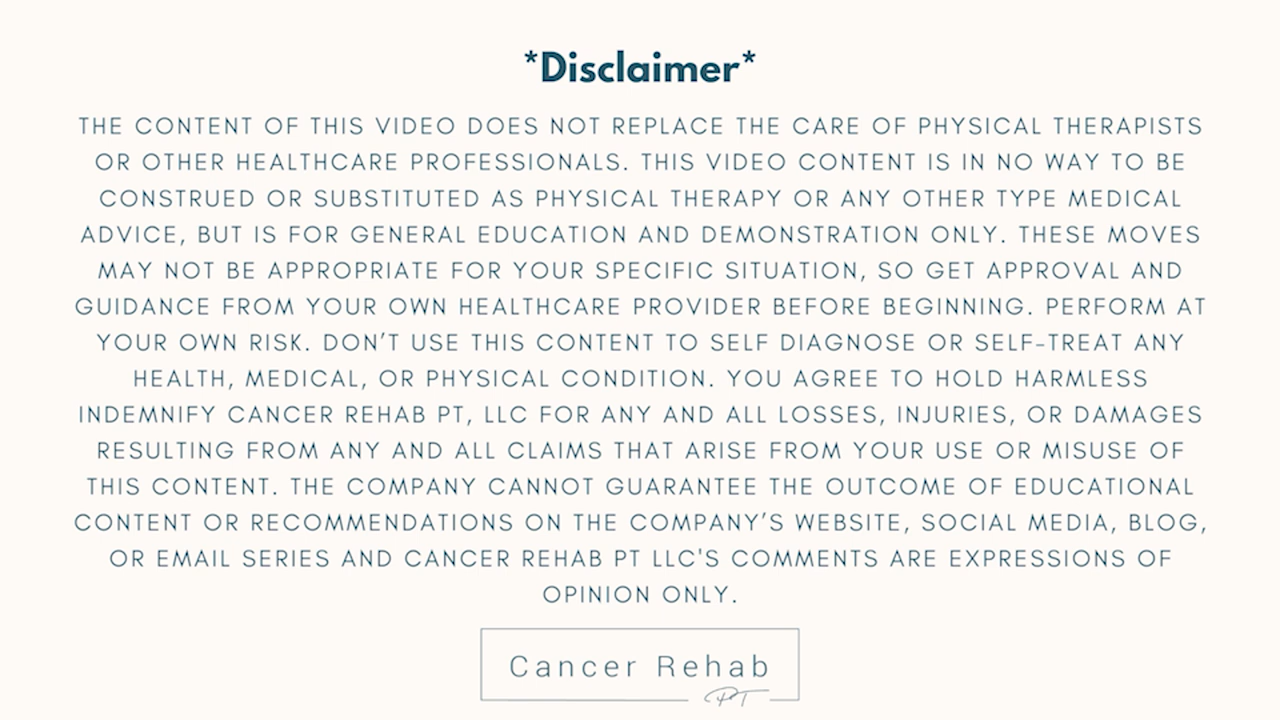 *Disclaimer*
THE CONTENT OF THIS VIDEO DOES NOT REPLACE THE CARE OF PHYSICAL THERAPISTS
OR OTHER HEALTHCARE PROFESSIONALS. THIS VIDEO CONTENT IS IN NO WAY TO BE
CONSTRUED OR SUBSTITUTED AS PHYSICAL THERAPY OR ANY OTHER TYPE MEDICAL
ADVICE, BUT IS FOR GENERAL EDUCATION AND DEMONSTRATION ONLY. THESE MOVES
MAY NOT BE APPROPRIATE FOR YOUR SPECIFIC SITUATION, SO GET APPROVAL AND
GUIDANCE FROM YOUR OWN HEALTHCARE PROVIDER BEFORE BEGINNING. PERFORM AT
YOUR OWN RISK. DON’T USE THIS CONTENT TO SELF DIAGNOSE OR SELF-TREAT ANY
HEALTH, MEDICAL, OR PHYSICAL CONDITION. YOU AGREE TO HOLD HARMLESS
INDEMNIFY CANCER REHAB PT, LLC FOR ANY AND ALL LOSSES, INJURIES, OR DAMAGES
RESULTING FROM ANY AND ALL CLAIMS THAT ARISE FROM YOUR USE OR MISUSE OF
THIS CONTENT. THE COMPANY CANNOT GUARANTEE THE OUTCOME OF EDUCATIONAL
CONTENT OR RECOMMENDATIONS ON THE COMPANY’S WEBSITE, SOCIAL MEDIA, BLOG,
OR EMAIL SERIES AND CANCER REHAB PT LLC'S COMMENTS ARE EXPRESSIONS OF
OPINION ONLY.
Cancer Rehab
PT